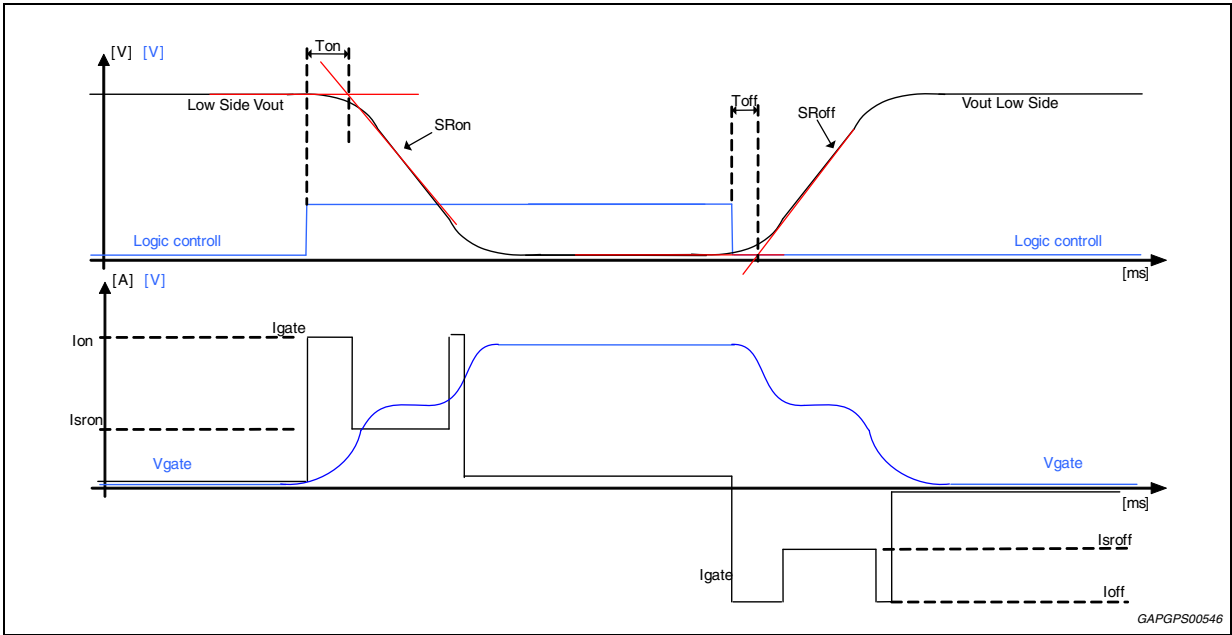 Ton
[V] [V]
Low Side Vout
SRon
Toff
SRoff
Vout Low Side
Logic controll
Logic controll
[ms]
[A] [V]
Ion
Igate
Isron
Vgate
Vgate
[ms]
Isroff
Igate
Ioff
GAPGPS00546